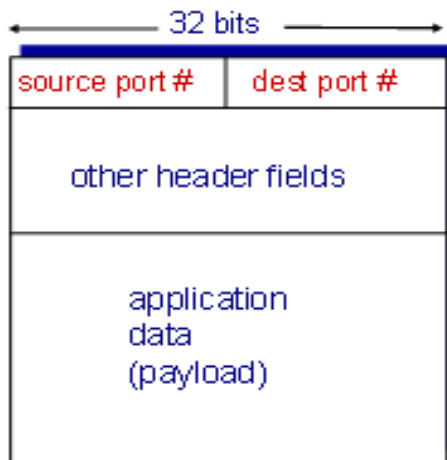 32 bits
source port # dest port #
other header fields
application
data
(payload)